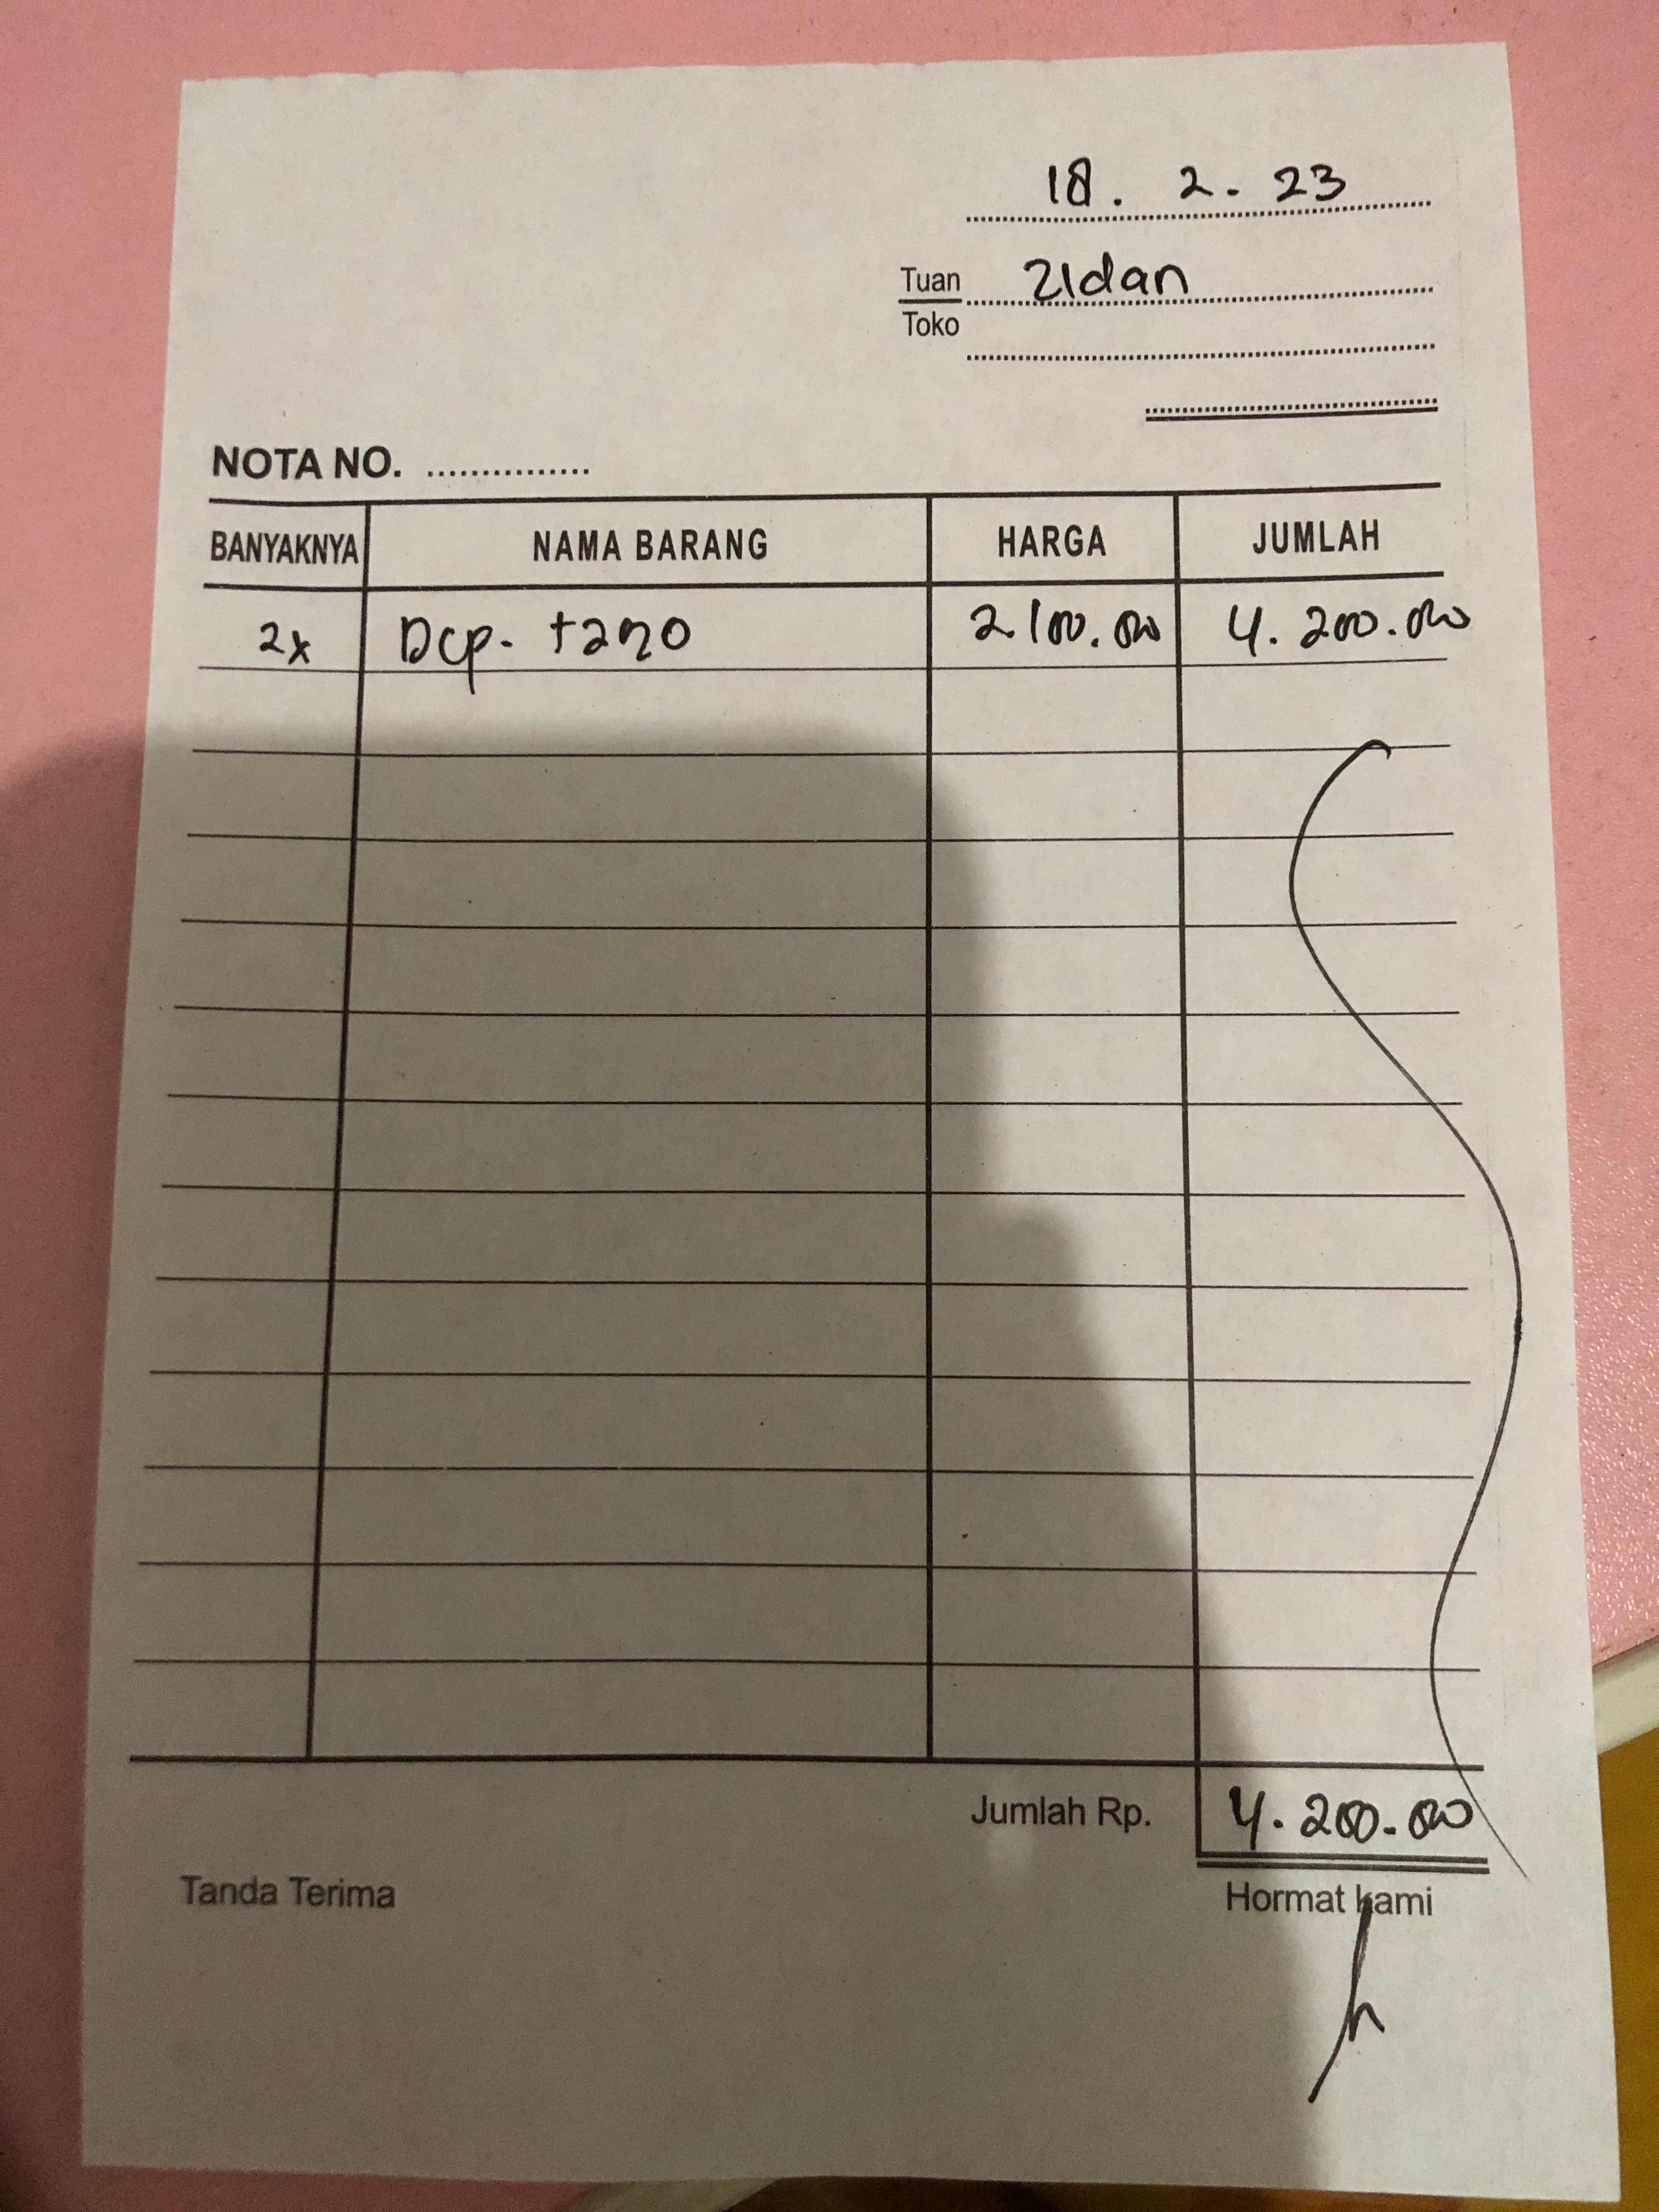 18. 2. 23
Tuan Zidan
Toko
NOTA NO. ...............
BANYAKNYA NAMA BARANG HARGA JUMLAH
2x Dcp. t220 2.100.000 4.200.000
Jumlah Rp. 4.200.000
Tanda Terima Hormat kami